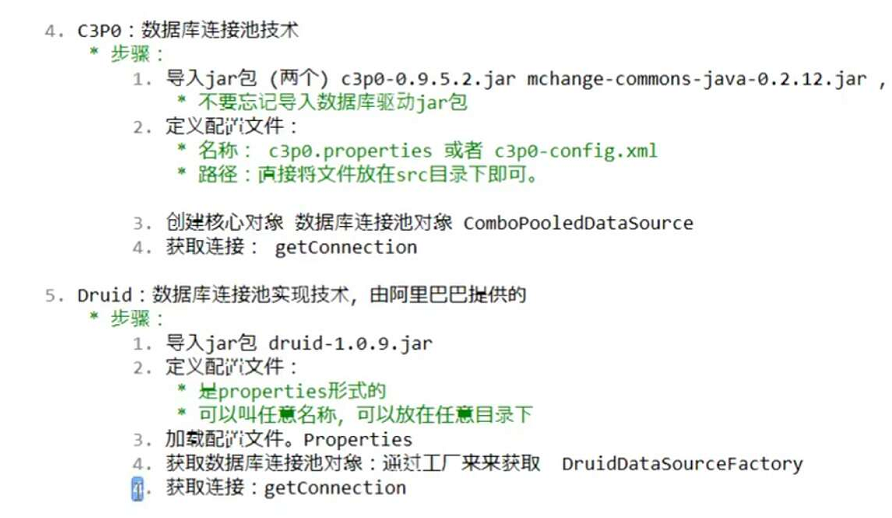 4. C3P0：数据库连接池技术
* 步骤：
1. 导入jar包 (两个) c3p0-0.9.5.2.jar mchange-commons-java-0.2.12.jar ，
* 不要忘记导入数据库驱动jar包
2. 定义配置文件：
* 名称： c3p0.properties 或者 c3p0-config.xml
* 路径：直接将文件放在src目录下即可。
3. 创建核心对象 数据库连接池对象 ComboPooledDataSource
4. 获取连接： getConnection
5. Druid：数据库连接池实现技术，由阿里巴巴提供的
* 步骤：
1. 导入jar包 druid-1.0.9.jar
2. 定义配置文件：
* 是properties形式的
* 可以叫任意名称，可以放在任意目录下
3. 加载配置文件。Properties
4. 获取数据库连接池对象：通过工厂来来获取 DruidDataSourceFactory
. 获取连接：getConnection